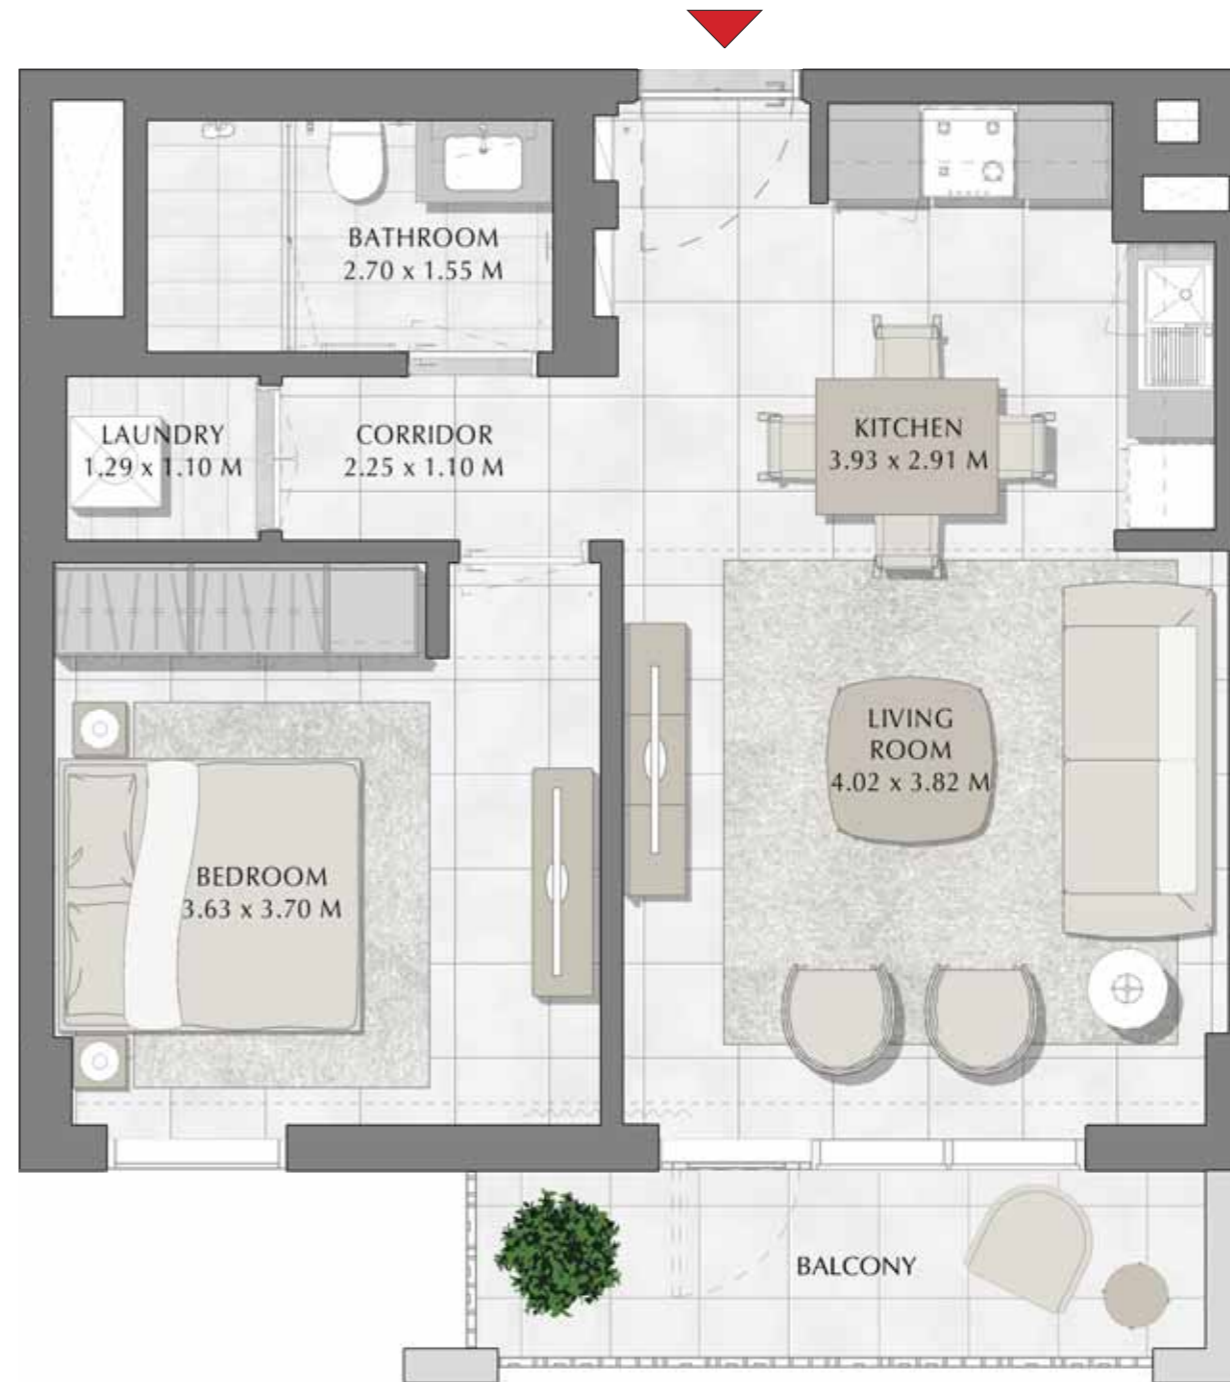 BATHROOM
2.70 x 1.55 M
LAUNDRY
1.29 x 1.10 M
CORRIDOR
2.25 x 1.10 M
KITCHEN
3.93 x 2.91 M
LIVING
ROOM
4.02 x 3.82 M
BEDROOM
3.63 x 3.70 M
BALCONY